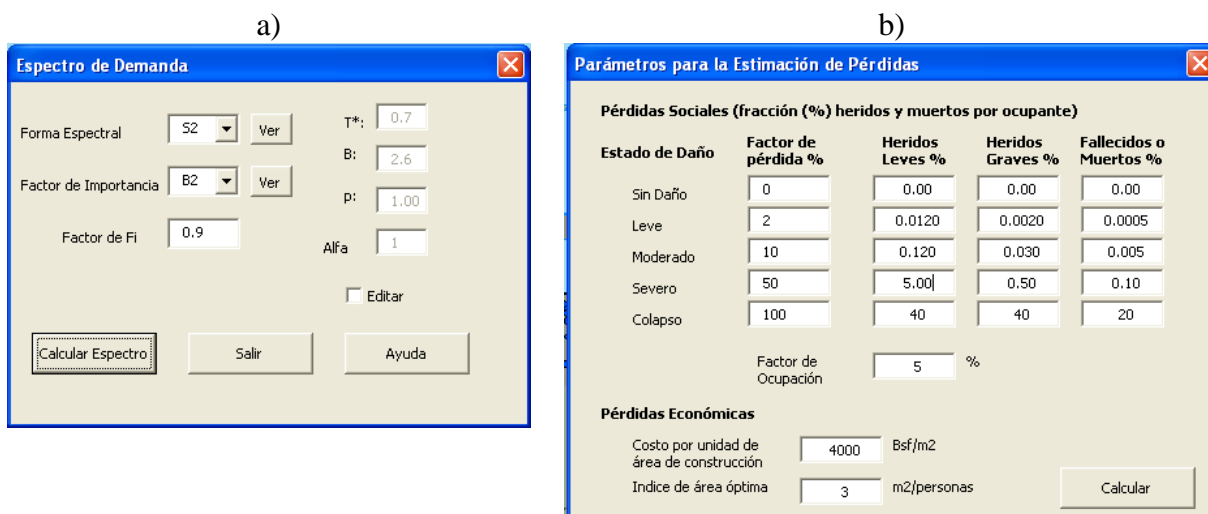 a)
Espectro de Demanda
Forma Espectral S2 Ver T*: 0.7
B: 2.6
Factor de Importancia B2 Ver
p: 1.00
Factor de Fi 0.9
Alfa 1
Editar
Calcular Espectro Salir Ayuda
b)
Parámetros para la Estimación de Pérdidas
Pérdidas Sociales (fracción (%) heridos y muertos por ocupante)
Estado de Daño Factor de pérdida % Heridos Leves % Heridos Graves % Fallecidos o Muertos %
Sin Daño 0 0.00 0.00 0.00
Leve 2 0.0120 0.0020 0.0005
Moderado 10 0.120 0.030 0.005
Severo 50 5.00 0.50 0.10
Colapso 100 40 40 20
Factor de Ocupación 5 %
Pérdidas Económicas
Costo por unidad de área de construcción 4000 Bsf/m2
Indice de área óptima 3 m2/personas
Calcular